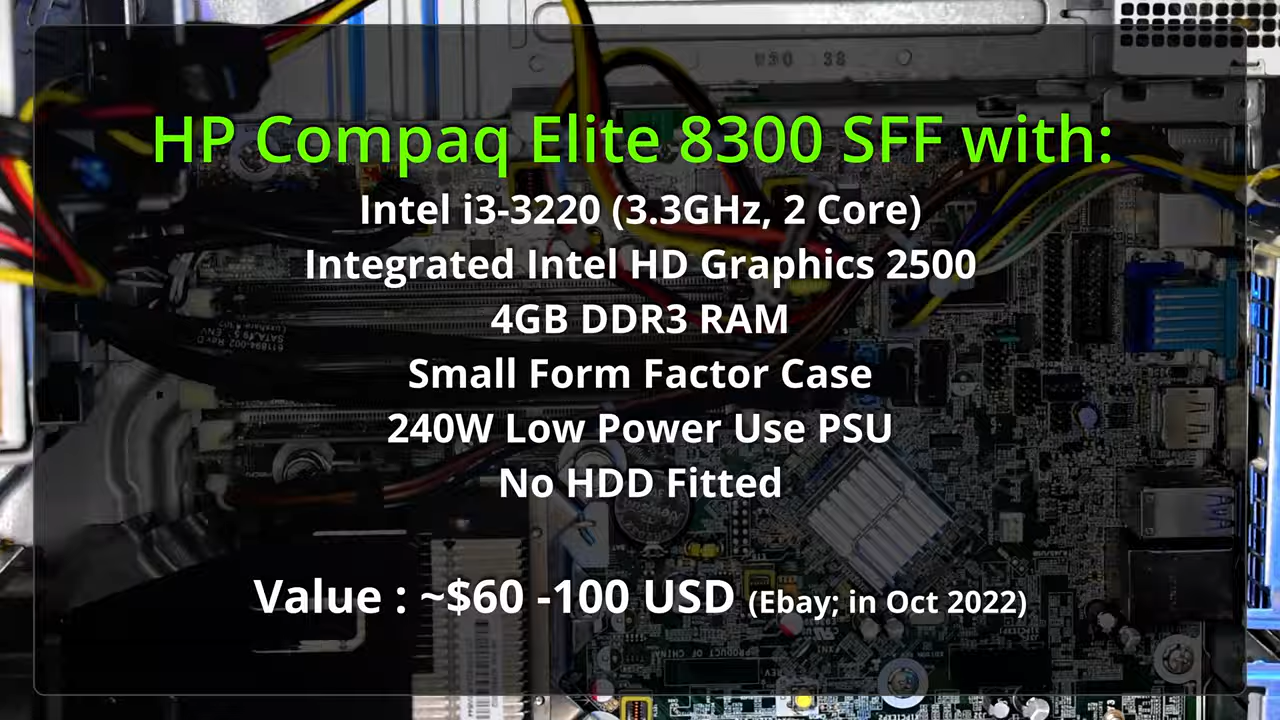 HP Compaq Elite 8300 SFF with:
Intel i3-3220 (3.3GHz, 2 Core)
Integrated Intel HD Graphics 2500
4GB DDR3 RAM
Small Form Factor Case
240W Low Power Use PSU
No HDD Fitted
Value : ~$60 -100 USD (Ebay; in Oct 2022)